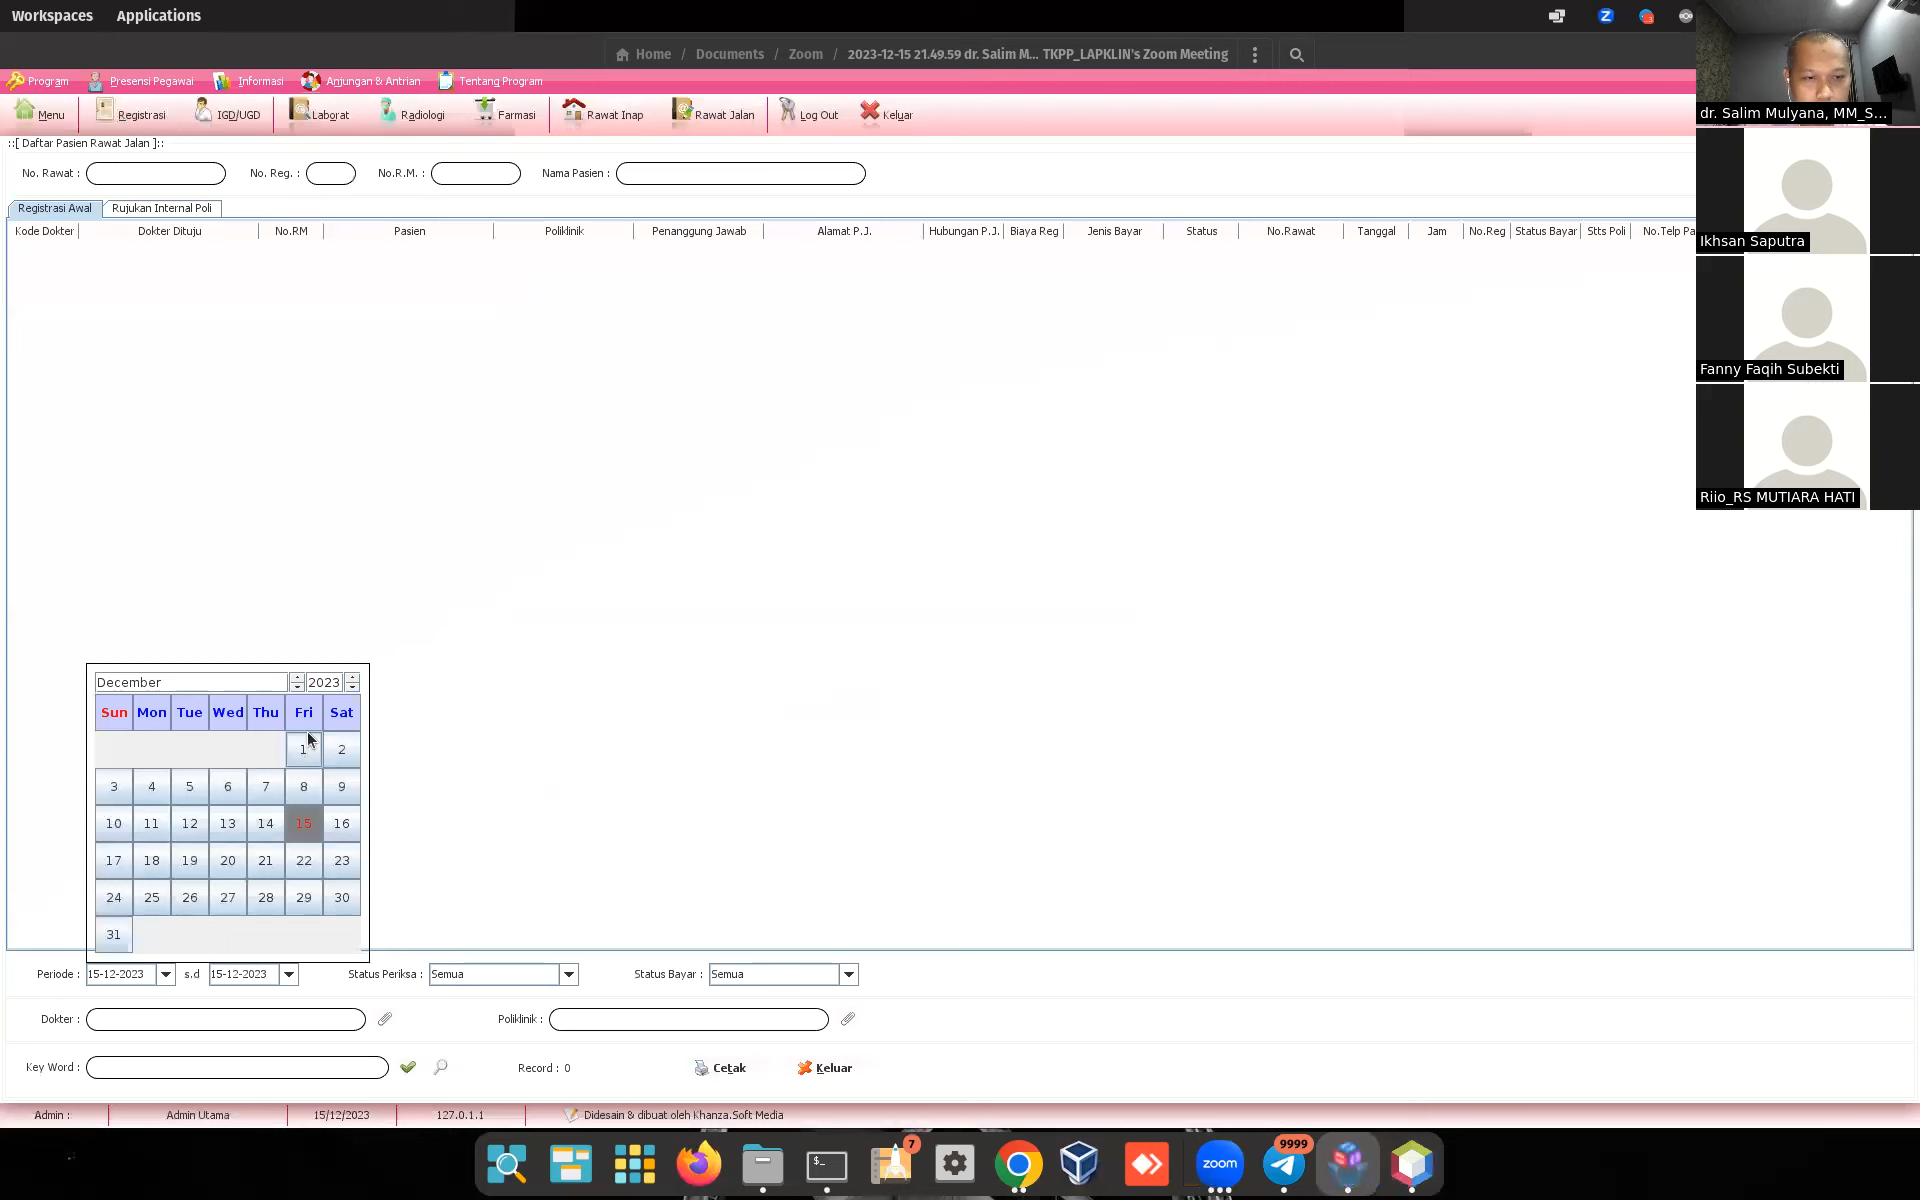 Workspaces Applications
Home / Documents / Zoom / 2023-12-15 21.49.59 dr. Salim M... TKPP_LAPKLIN's Zoom Meeting
Program Presensi Pegawai Informasi Anjungan & Antrian Tentang Program
Menu Registrasi IGD/UGD Laborat Radiologi Farmasi Rawat Inap Rawat Jalan Log Out Keluar
dr. Salim Mulyana, MM_S...
::[ Daftar Pasien Rawat Jalan ]::
No. Rawat : No. Reg. : No.R.M. : Nama Pasien :
Registrasi Awal Rujukan Internal Poli
Kode Dokter Dokter Dituju No.RM Pasien Poliklinik Penanggung Jawab Alamat P.J. Hubungan P.J. Biaya Reg Jenis Bayar Status No.Rawat Tanggal Jam No.Reg Status Bayar Stts Poli No.Telp Pa
Ikhsan Saputra
Fanny Faqih Subekti
Riio_RS MUTIARA HATI
December 2023
Sun Mon Tue Wed Thu Fri Sat
1 2
3 4 5 6 7 8 9
10 11 12 13 14 15 16
17 18 19 20 21 22 23
24 25 26 27 28 29 30
31
Periode : 15-12-2023 s.d 15-12-2023 Status Periksa : Semua Status Bayar : Semua
Dokter : Poliklinik :
Key Word : Record : 0 Cetak Keluar
Admin : Admin Utama 15/12/2023 127.0.1.1 Didesain & dibuat oleh Khanza.Soft Media
7 zoom 9999